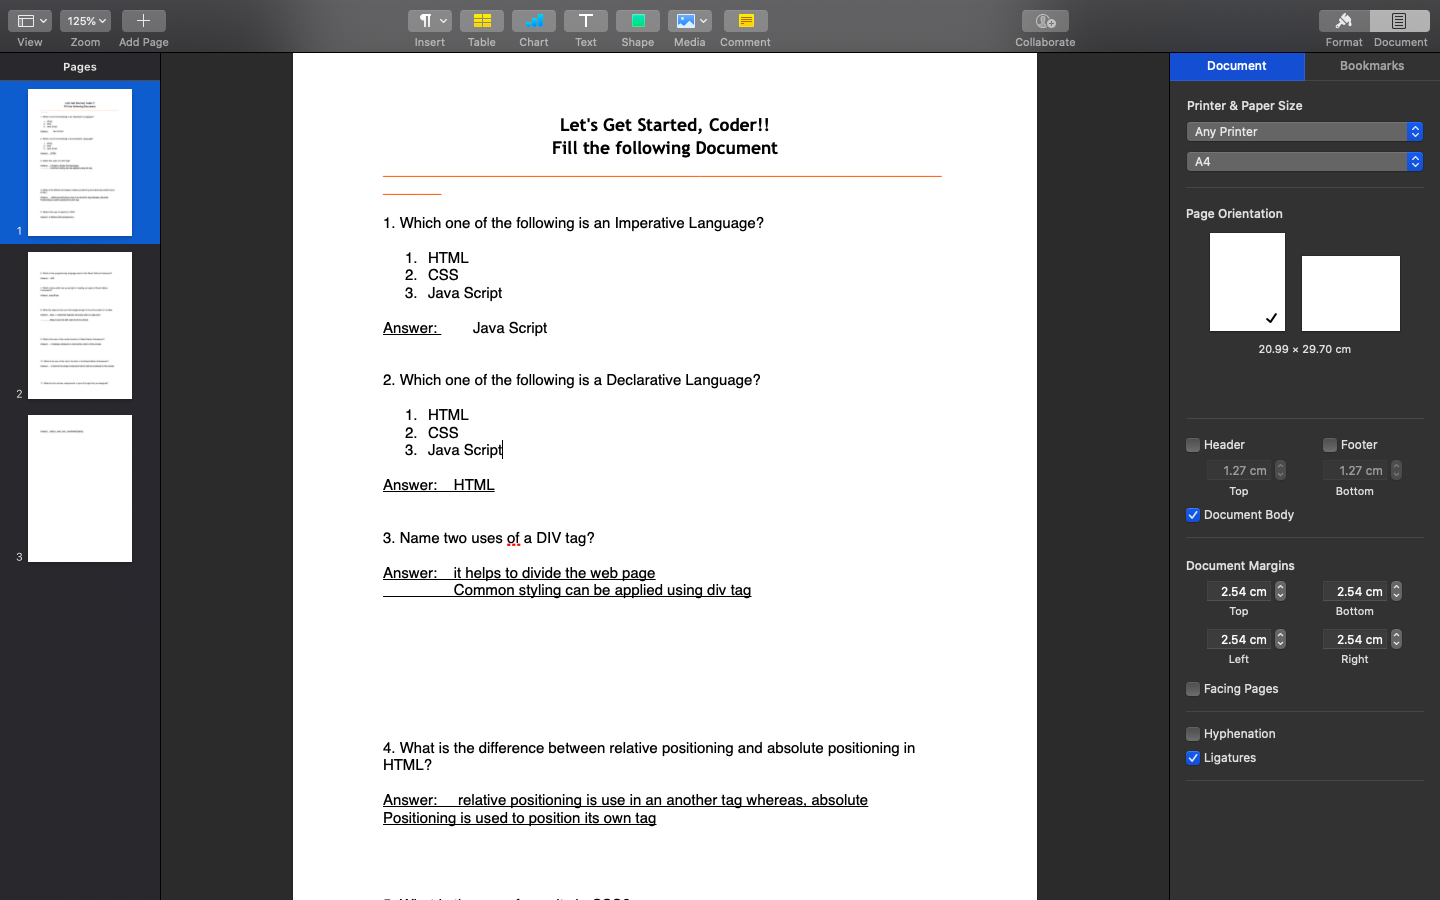 View
125%
Zoom
Add Page
Insert
Table
Chart
Text
Shape
Media
Comment
Collaborate
Format
Document
Pages
1
2
3
Let's Get Started, Coder!!
Fill the following Document
1. Which one of the following is an Imperative Language?
1. HTML
2. CSS
3. Java Script
Answer: Java Script
2. Which one of the following is a Declarative Language?
1. HTML
2. CSS
3. Java Script
Answer: HTML
3. Name two uses of a DIV tag?
Answer: it helps to divide the web page
Common styling can be applied using div tag
4. What is the difference between relative positioning and absolute positioning in
HTML?
Answer: relative positioning is use in an another tag whereas, absolute
Positioning is used to position its own tag
Document
Bookmarks
Printer & Paper Size
Any Printer
A4
Page Orientation
20.99 × 29.70 cm
Header
Footer
1.27 cm
1.27 cm
Top
Bottom
Document Body
Document Margins
2.54 cm
2.54 cm
Top
Bottom
2.54 cm
2.54 cm
Left
Right
Facing Pages
Hyphenation
Ligatures